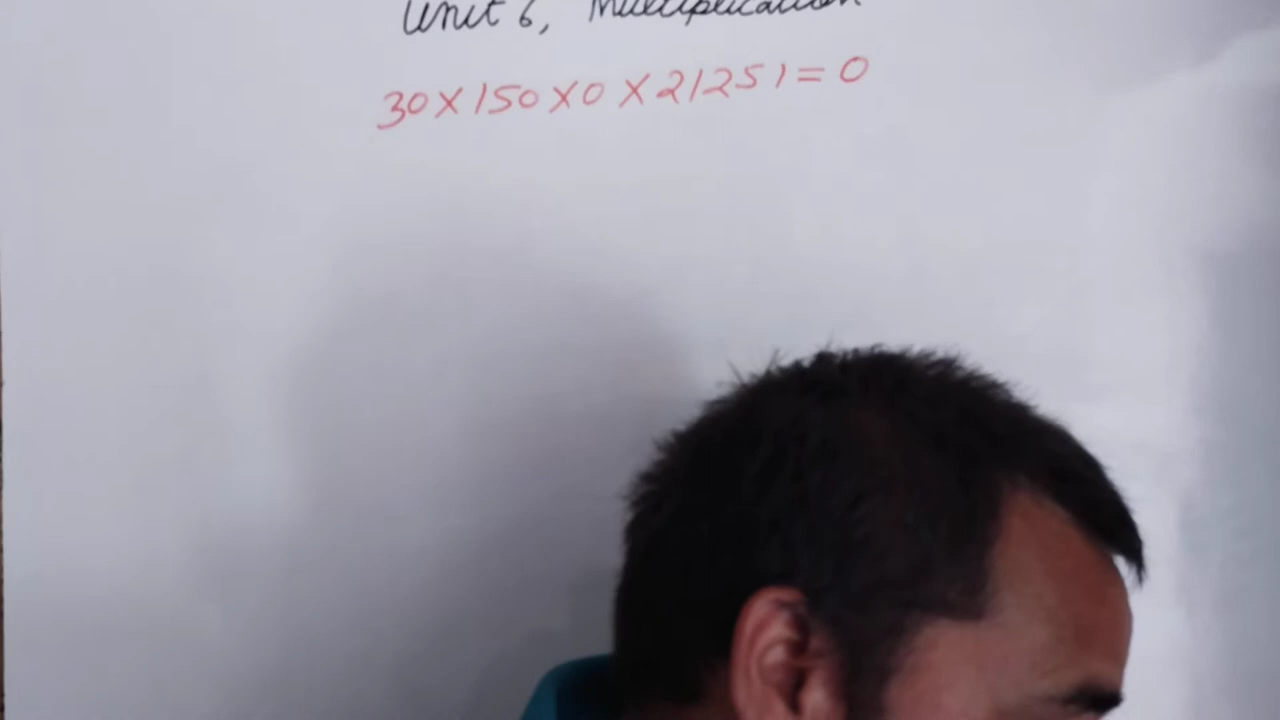 Unit 6, Multiplication
30 X 150 X 0 X 21251 = 0